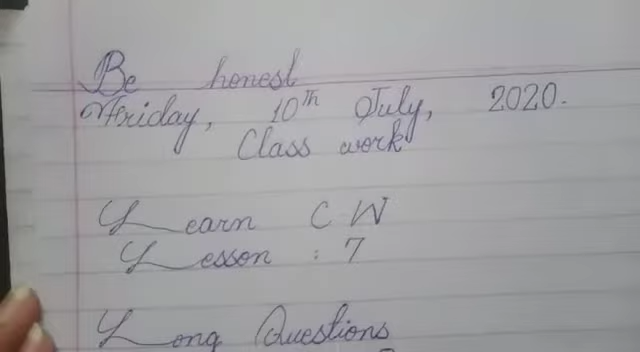 Be honest
Friday, 10th July, 2020.
Class work
Learn C W
Lesson : 7
Long Questions